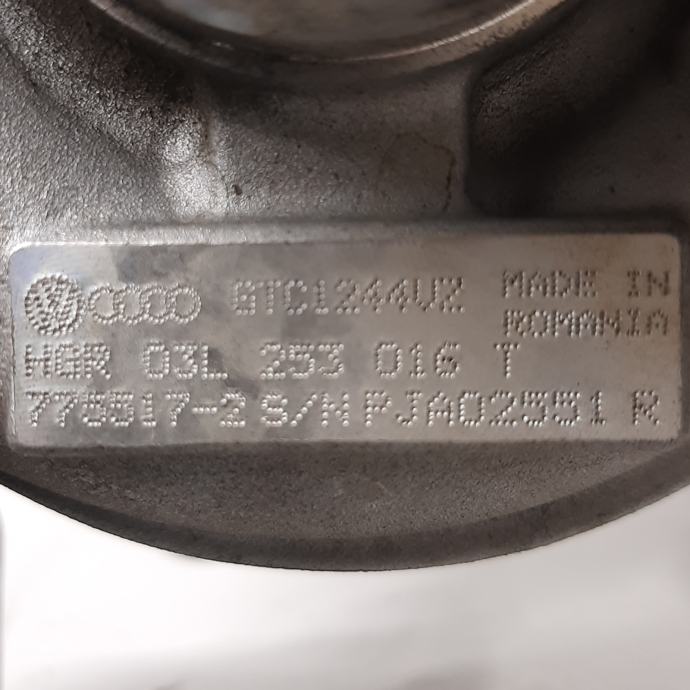 GTC1244VZ MADE IN
ROMANIA
HGR 03L 253 016 T
775517-2 S/N PJA02551 R